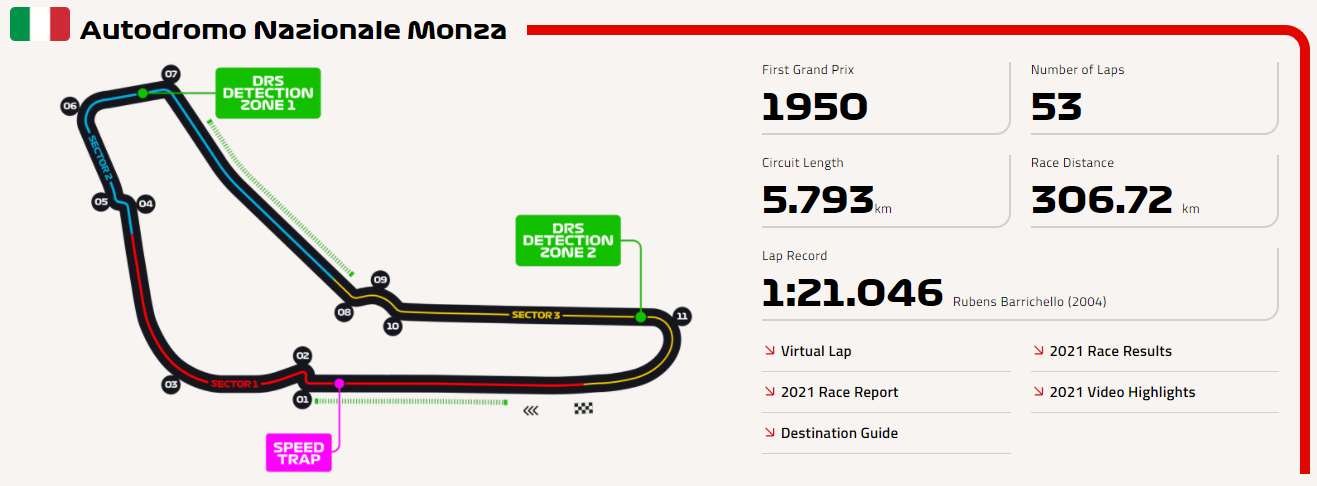 Autodromo Nazionale Monza
07
DRS
DETECTION
ZONE 1
06
SECTOR 2
05
04
DRS
DETECTION
ZONE 2
09
08
10
SECTOR 3
11
02
03
SECTOR 1
01
SPEED
TRAP
First Grand Prix
1950
Number of Laps
53
Circuit Length
5.793km
Race Distance
306.72 km
Lap Record
1:21.046 Rubens Barrichello (2004)
Virtual Lap
2021 Race Results
2021 Race Report
2021 Video Highlights
Destination Guide